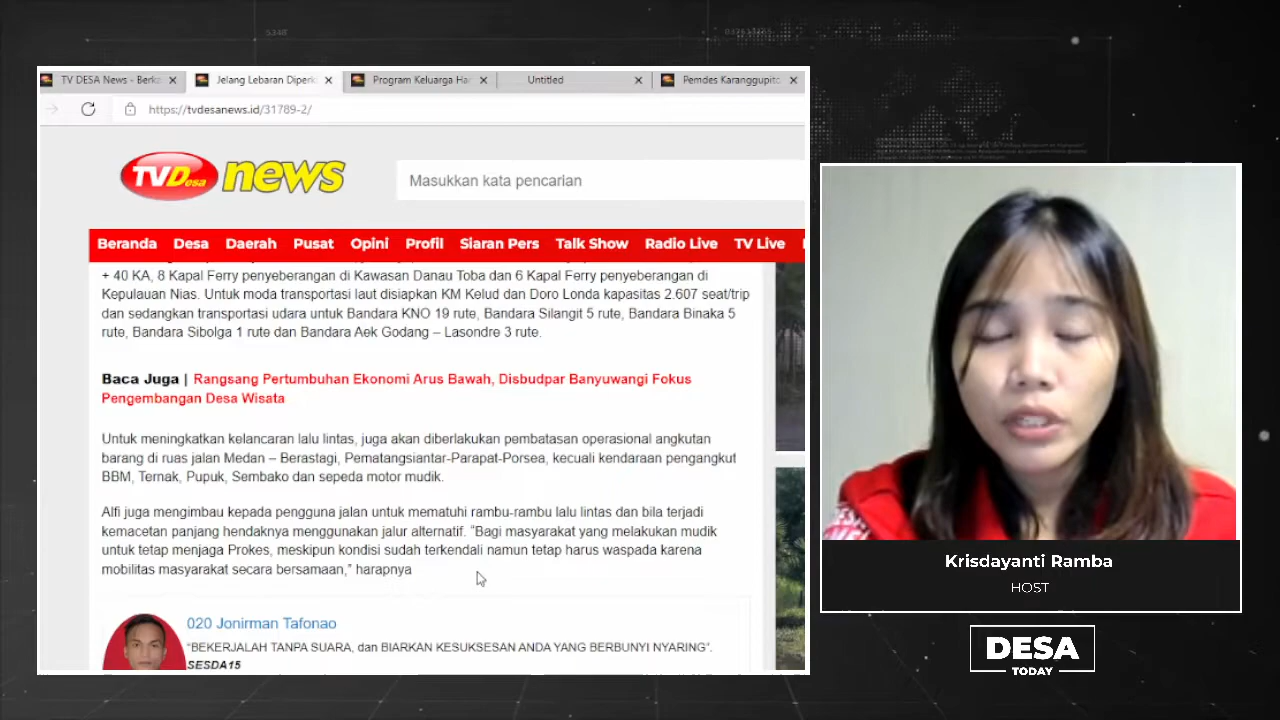 5348
TV DESA News - Berka
Jelang Lebaran Diperk
Program Keluarga Har
Untitled
Pemdes Karanggupito
https://tvdesanews.id/31789-2/
TV Desa news
Masukkan kata pencarian
Beranda Desa Daerah Pusat Opini Profil Siaran Pers Talk Show Radio Live TV Live
+ 40 KA, 8 Kapal Ferry penyeberangan di Kawasan Danau Toba dan 6 Kapal Ferry penyeberangan di
Kepulauan Nias. Untuk moda transportasi laut disiapkan KM Kelud dan Doro Londa kapasitas 2.607 seat/trip
dan sedangkan transportasi udara untuk Bandara KNO 19 rute, Bandara Silangit 5 rute, Bandara Binaka 5
rute, Bandara Sibolga 1 rute dan Bandara Aek Godang – Lasondre 3 rute.
Baca Juga | Rangsang Pertumbuhan Ekonomi Arus Bawah, Disbudpar Banyuwangi Fokus
Pengembangan Desa Wisata
Untuk meningkatkan kelancaran lalu lintas, juga akan diberlakukan pembatasan operasional angkutan
barang di ruas jalan Medan – Berastagi, Pematangsiantar-Parapat-Porsea, kecuali kendaraan pengangkut
BBM, Ternak, Pupuk, Sembako dan sepeda motor mudik.
Alfi juga mengimbau kepada pengguna jalan untuk mematuhi rambu-rambu lalu lintas dan bila terjadi
kemacetan panjang hendaknya menggunakan jalur alternatif. “Bagi masyarakat yang melakukan mudik
untuk tetap menjaga Prokes, meskipun kondisi sudah terkendali namun tetap harus waspada karena
mobilitas masyarakat secara bersamaan,” harapnya
020 Jonirman Tafonao
“BEKERJALAH TANPA SUARA, dan BIARKAN KESUKSESAN ANDA YANG BERBUNYI NYARING”.
SESDA15
Krisdayanti Ramba
HOST
DESA
TODAY